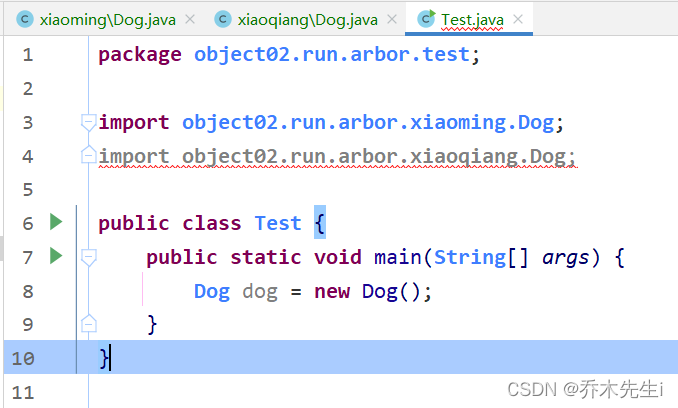 xiaoming\Dog.java × xiaoqiang\Dog.java × Test.java ×
1 package object02.run.arbor.test;
2
3 import object02.run.arbor.xiaoming.Dog;
4 import object02.run.arbor.xiaoqiang.Dog;
5
6 public class Test {
7 public static void main(String[] args) {
8 Dog dog = new Dog();
9 }
10 }
11
CSDN @乔木先生i